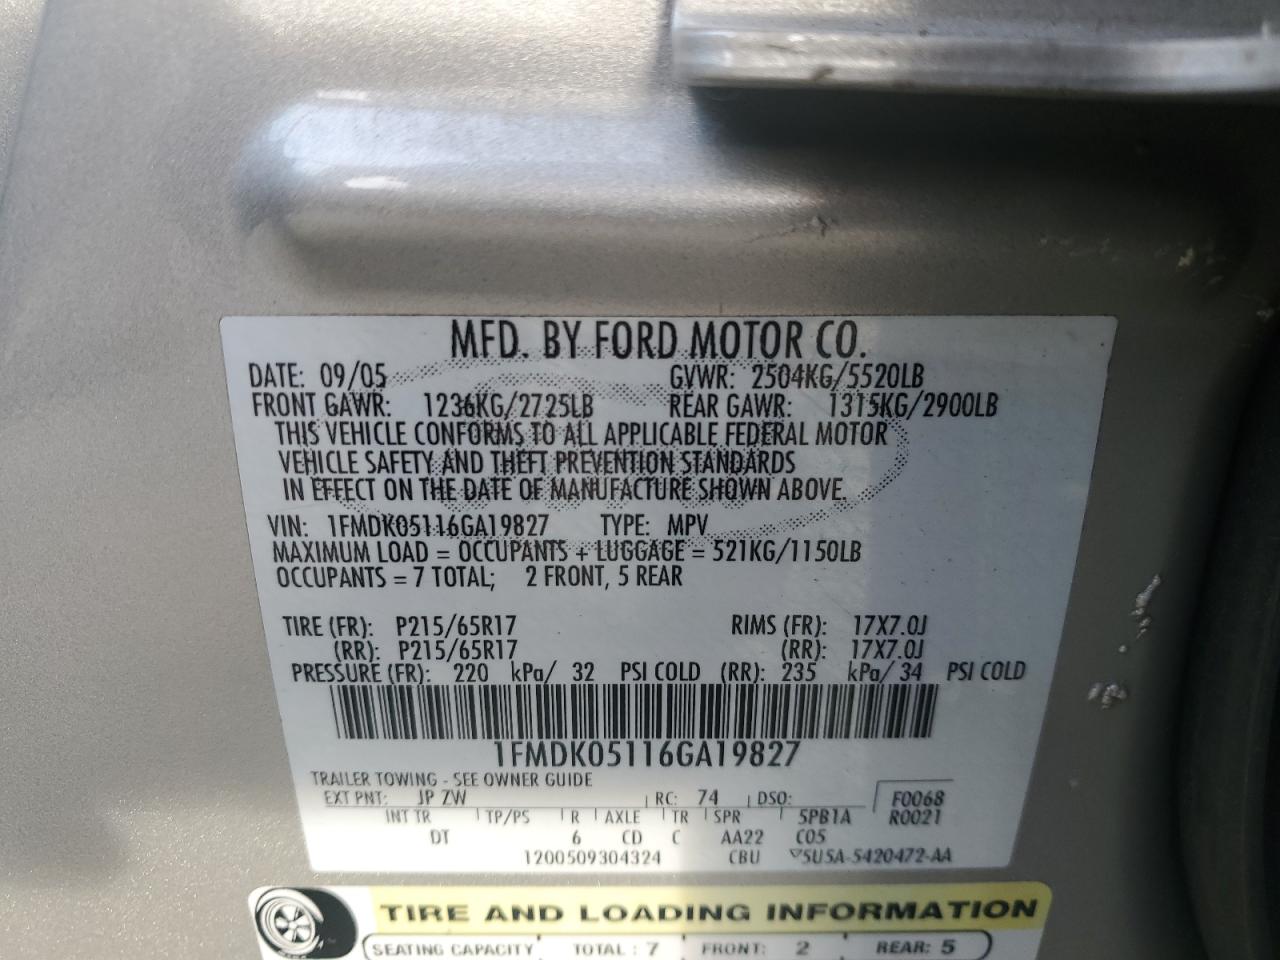 MFD. BY FORD MOTOR CO.
DATE: 09/05 GVWR: 2504KG/5520LB
FRONT GAWR: 1236KG/2725LB REAR GAWR: 1315KG/2900LB
THIS VEHICLE CONFORMS TO ALL APPLICABLE FEDERAL MOTOR
VEHICLE SAFETY AND THEFT PREVENTION STANDARDS
IN EFFECT ON THE DATE OF MANUFACTURE SHOWN ABOVE.
VIN: 1FMDK05116GA19827 TYPE: MPV
MAXIMUM LOAD = OCCUPANTS + LUGGAGE = 521KG/1150LB
OCCUPANTS = 7 TOTAL; 2 FRONT, 5 REAR
TIRE (FR): P215/65R17 RIMS (FR): 17X7.0J
(RR): P215/65R17 (RR): 17X7.0J
PRESSURE (FR): 220 kPa/ 32 PSI COLD (RR): 235 kPa/ 34 PSI COLD
1FMDK05116GA19827
TRAILER TOWING - SEE OWNER GUIDE
EXT PNT: JP ZW RC: 74 DSO: F0068
INT TR TP/PS R AXLE TR SPR 5PB1A R0021
DT 6 CD C AA22 C05
1200509304324 CBU 5U5A-5420472-AA
TIRE AND LOADING INFORMATION
SEATING CAPACITY TOTAL : 7 FRONT: 2 REAR: 5